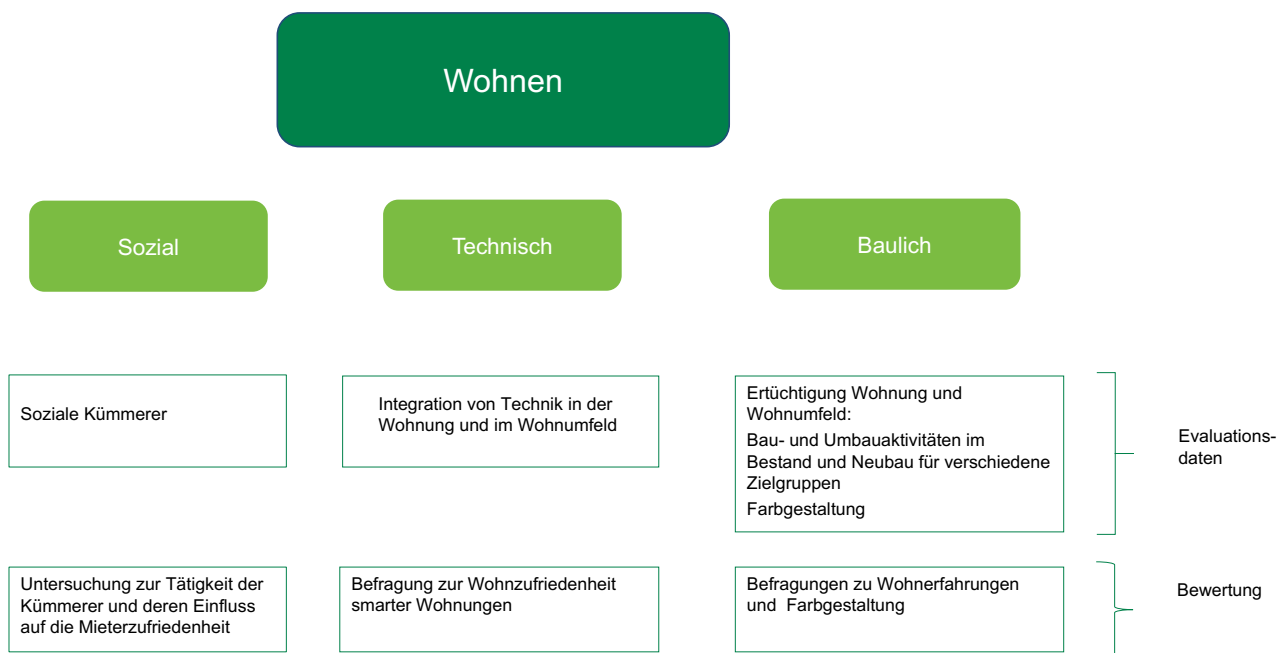 Wohnen
Sozial
Technisch
Baulich
Soziale Kümmerer
Integration von Technik in der
Wohnung und im Wohnumfeld
Ertüchtigung Wohnung und
Wohnumfeld:
Bau- und Umbauaktivitäten im
Bestand und Neubau für verschiedene
Zielgruppen
Farbgestaltung
Evaluations-
daten
Untersuchung zur Tätigkeit der
Kümmerer und deren Einfluss
auf die Mieterzufriedenheit
Befragung zur Wohnzufriedenheit
smarter Wohnungen
Befragungen zu Wohnerfahrungen
und Farbgestaltung
Bewertung